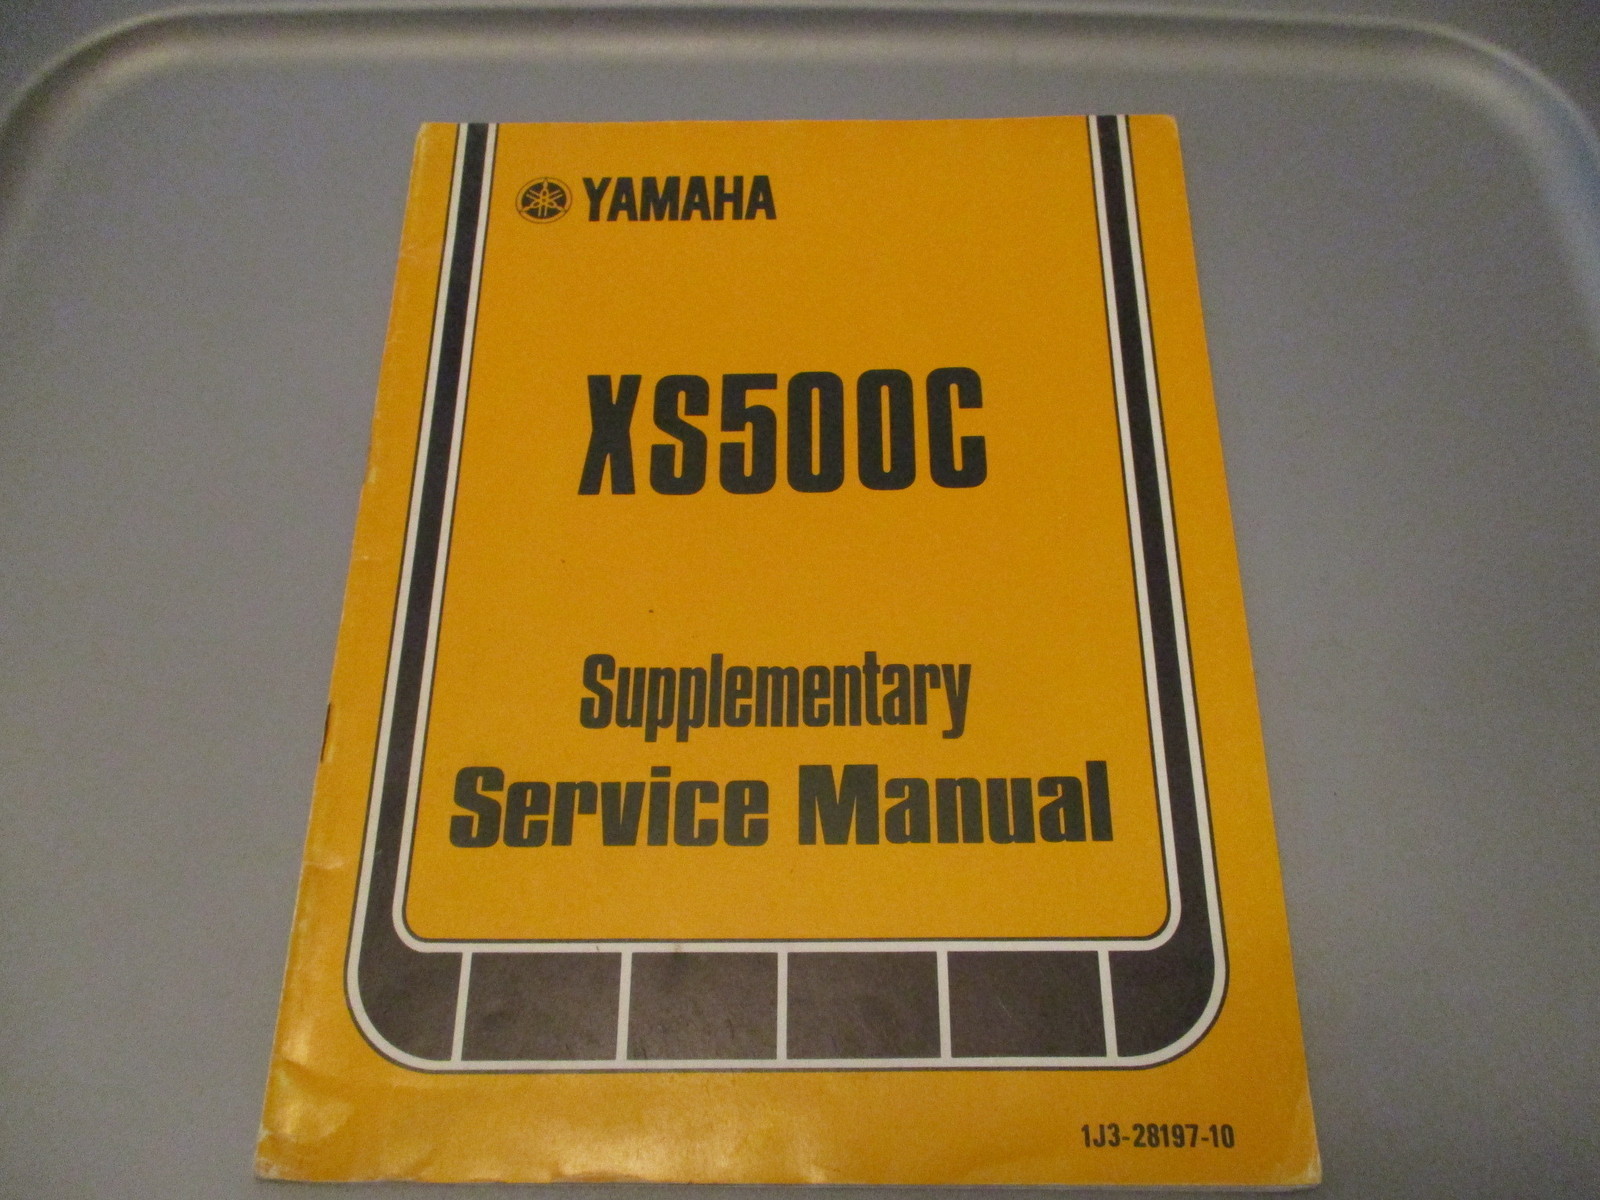 YAMAHA
XS500C
Supplementary
Service Manual
1J3-28197-10